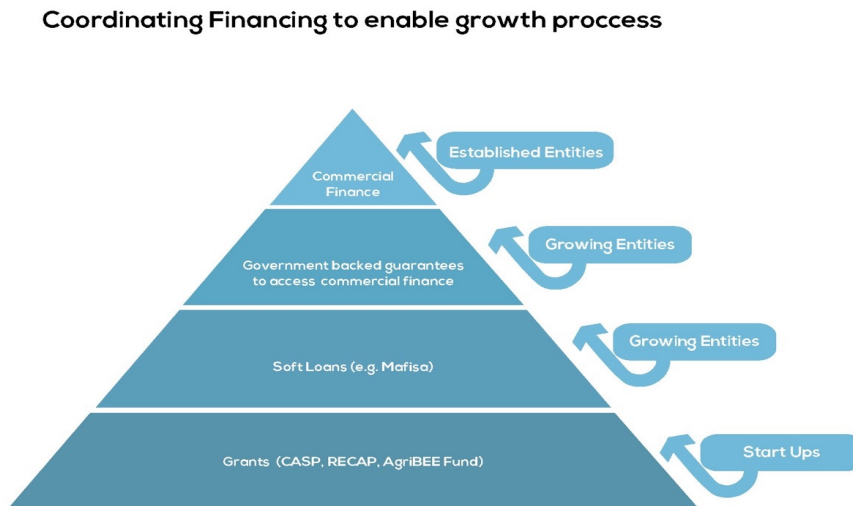 Coordinating Financing to enable growth proccess
Established Entities
Commercial
Finance
Growing Entities
Government backed guarantees
to access commercial finance
Growing Entities
Soft Loans (e.g. Mafisa)
Start Ups
Grants (CASP, RECAP, AgriBEE Fund)